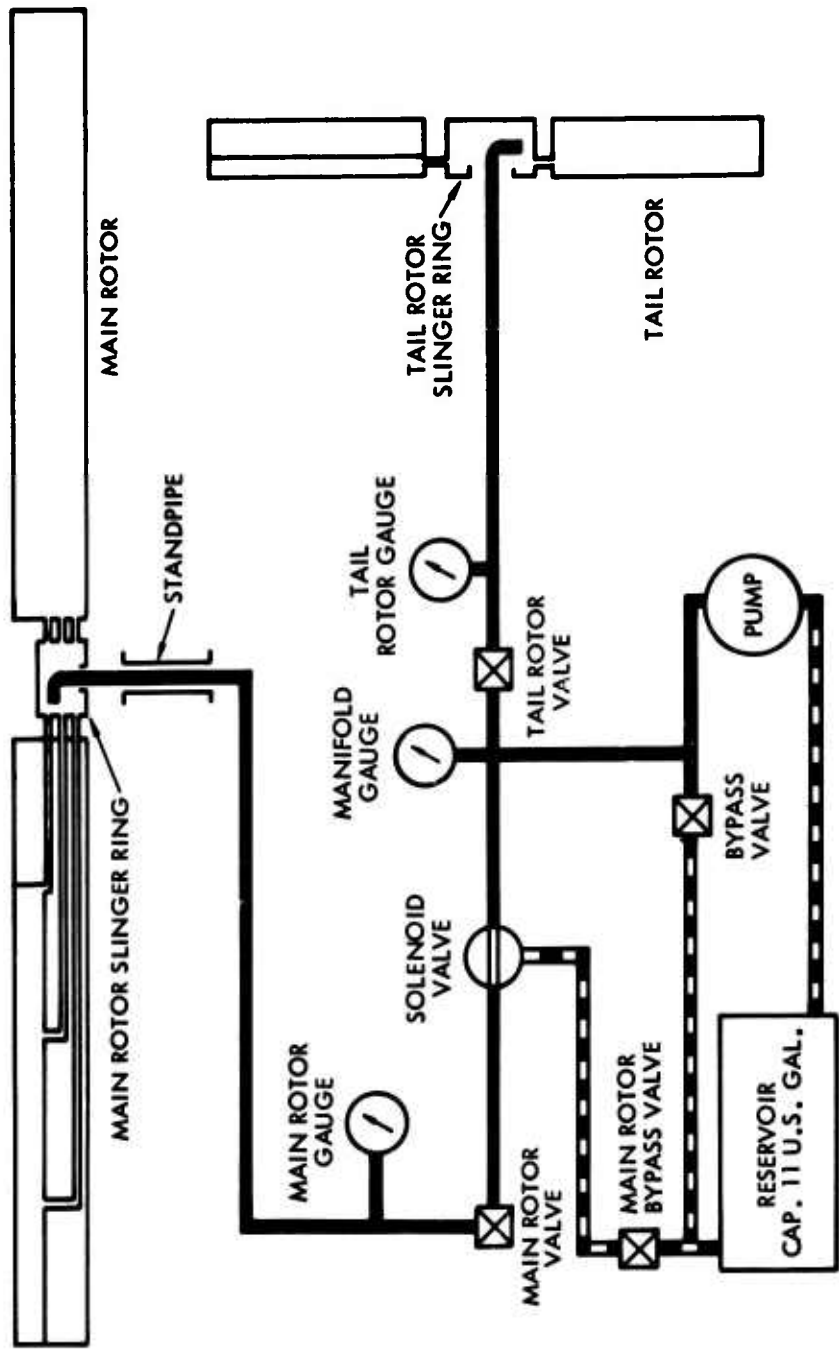 MAIN ROTOR
MAIN ROTOR SLINGER RING
STANDPIPE
TAIL ROTOR
SLINGER RING
TAIL ROTOR
MAIN ROTOR
GAUGE
SOLENOID
VALVE
MANIFOLD
GAUGE
TAIL
ROTOR GAUGE
MAIN ROTOR
VALVE
TAIL ROTOR
VALVE
MAIN ROTOR
BYPASS VALVE
BYPASS
VALVE
PUMP
RESERVOIR
CAP. 11 U.S. GAL.